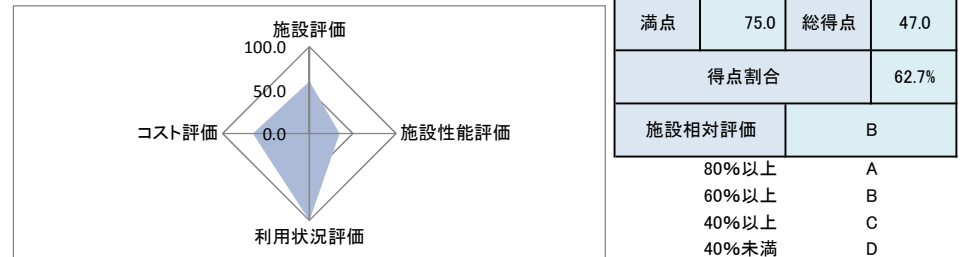 施設評価
100.0
50.0
コスト評価 0.0 施設性能評価
利用状況評価
満点 75.0 総得点 47.0
得点割合 62.7%
施設相対評価 B
80%以上 A
60%以上 B
40%以上 C
40%未満 D